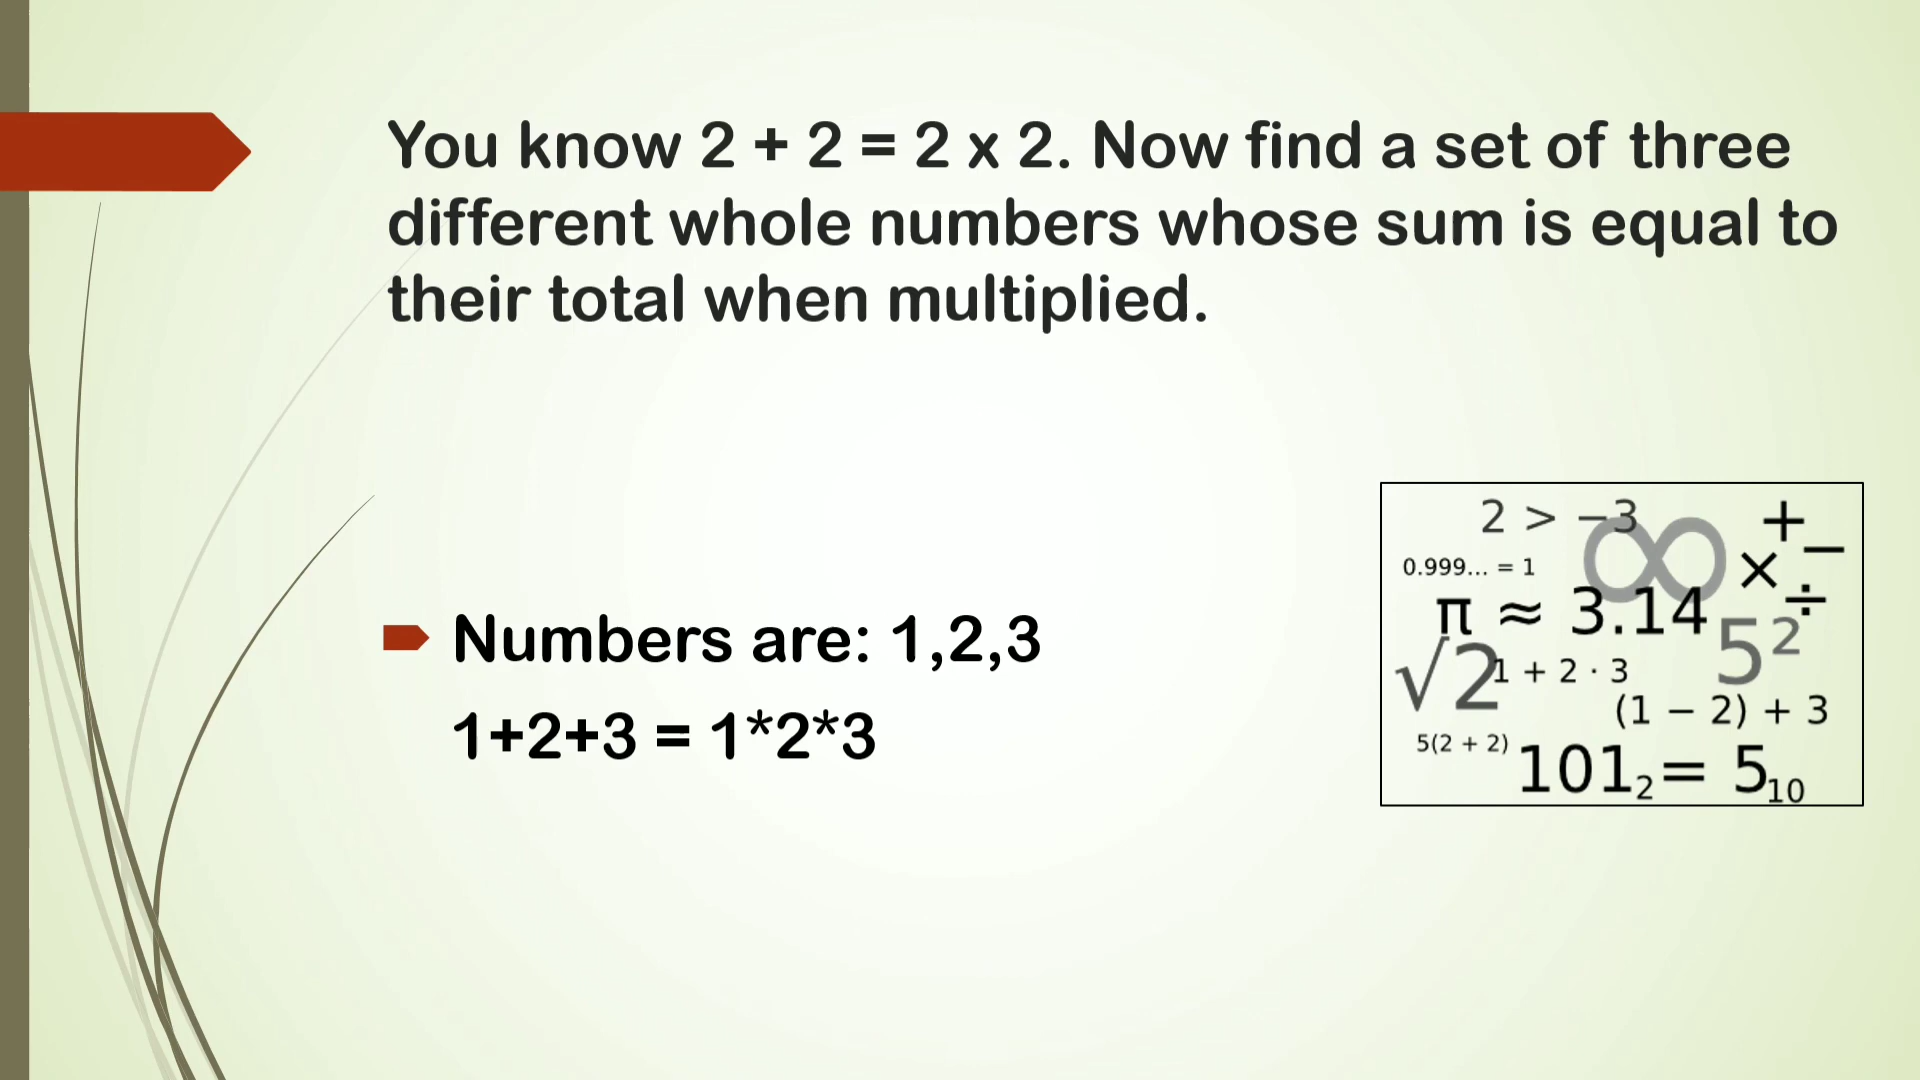 You know 2 + 2 = 2 x 2. Now find a set of three
different whole numbers whose sum is equal to
their total when multiplied.
Numbers are: 1,2,3
1+2+3 = 1*2*3
2 > −3
∞
+
−
×
÷
0.999... = 1
π ≈ 3.14
5²
√2
1 + 2 · 3
(1 − 2) + 3
5(2 + 2)
101₂= 5₁₀